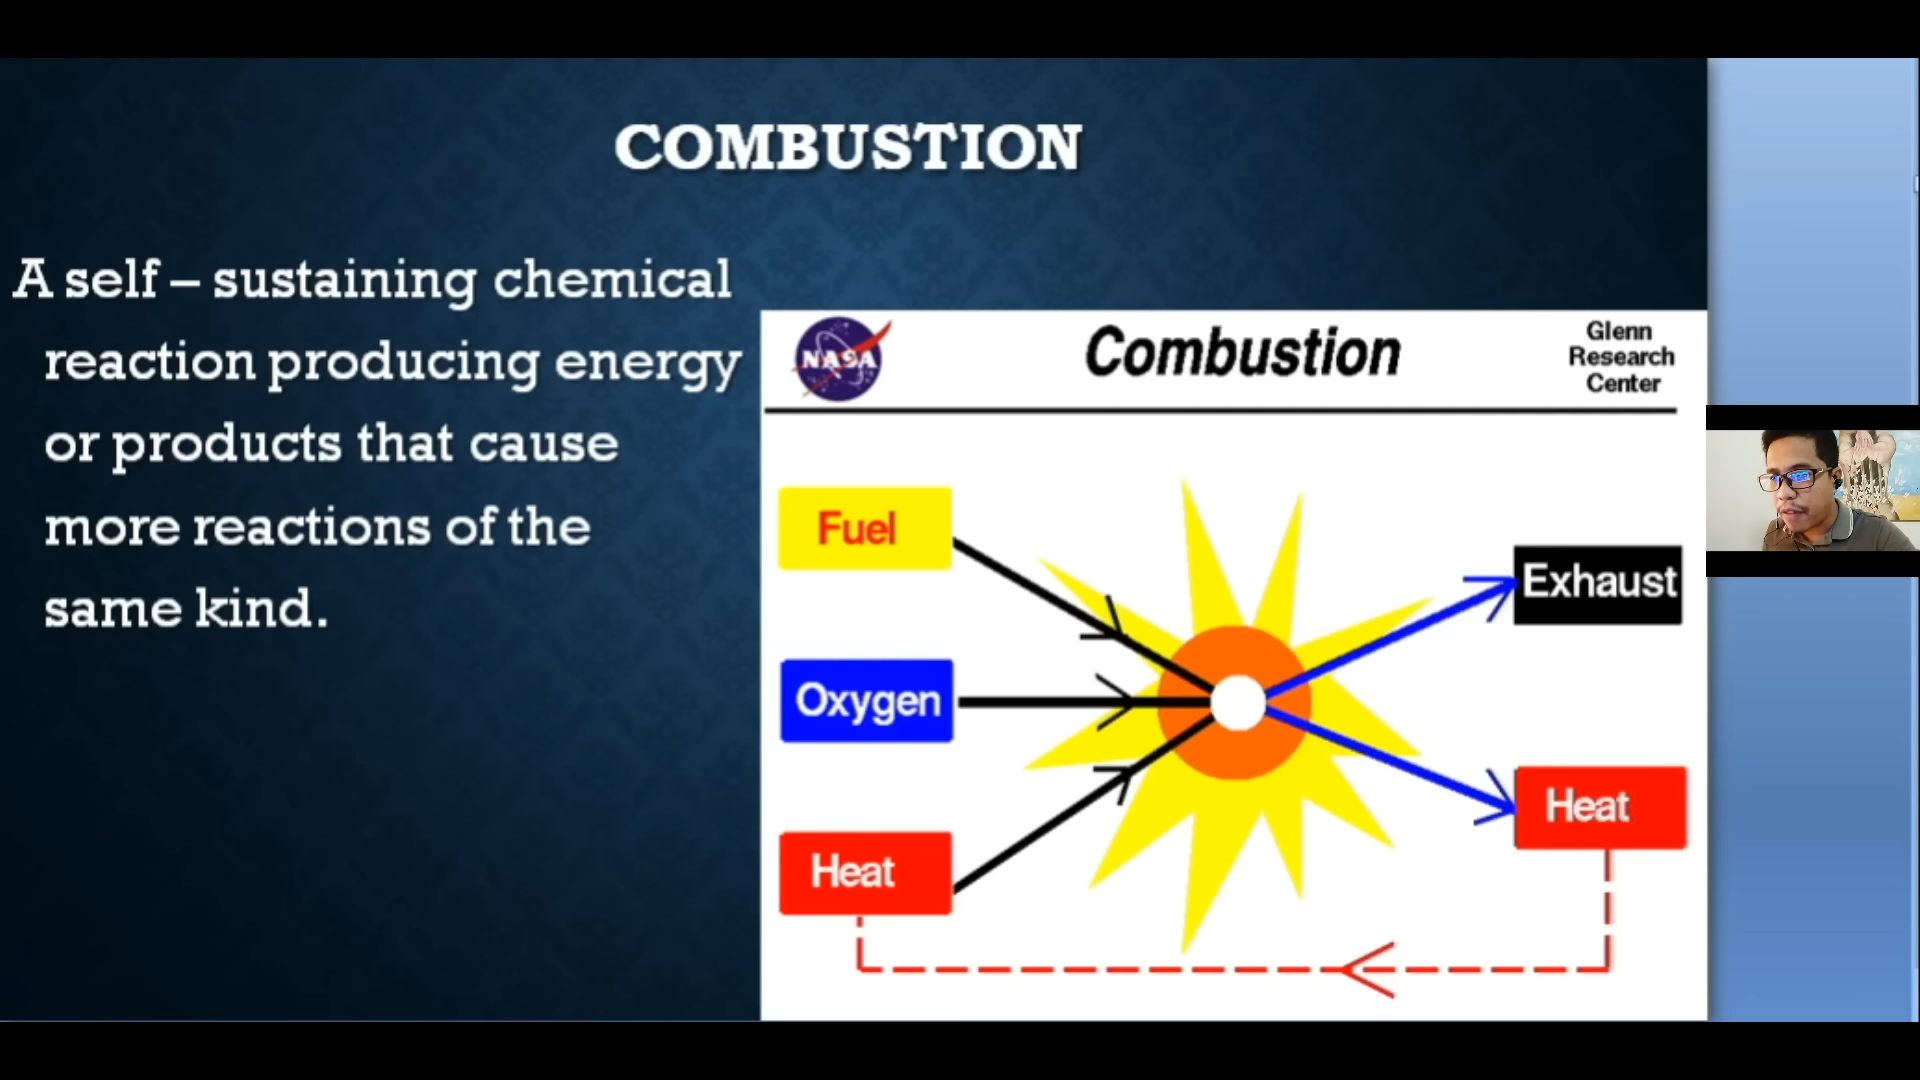 COMBUSTION
A self – sustaining chemical
reaction producing energy
or products that cause
more reactions of the
same kind.
NASA
Combustion
Glenn
Research
Center
Fuel
Oxygen
Heat
Exhaust
Heat